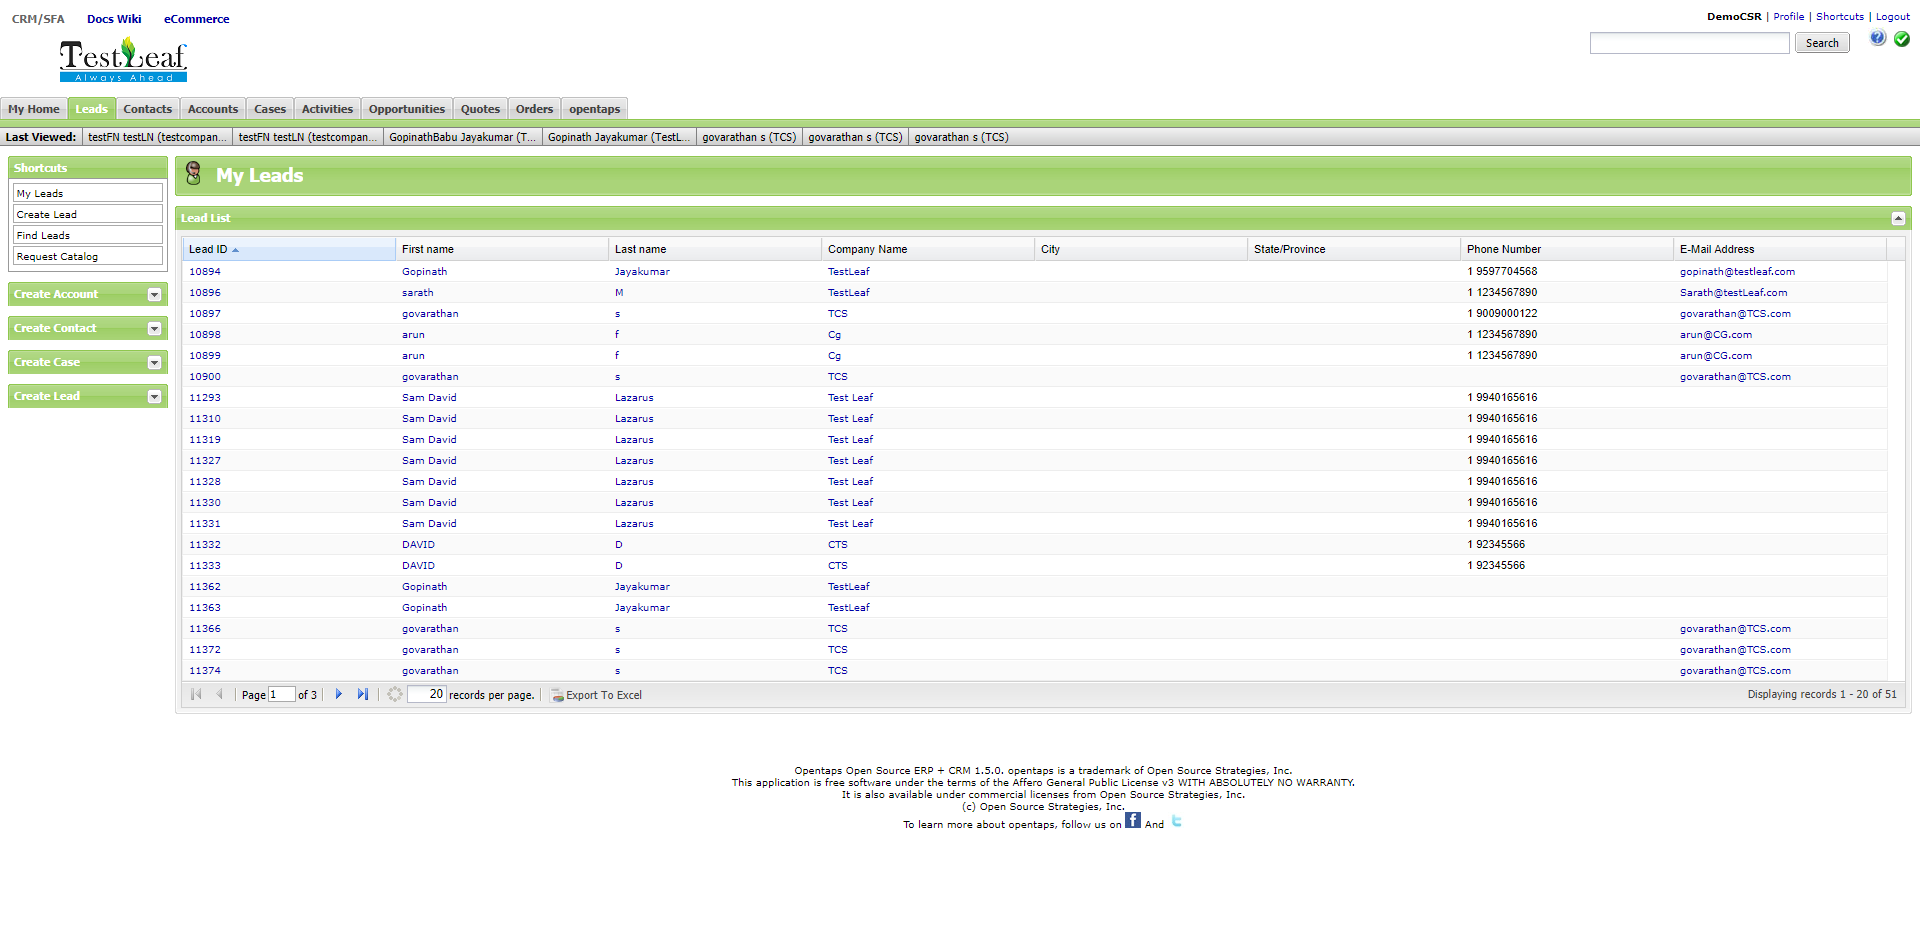 CRM/SFA Docs Wiki eCommerce
DemoCSR | Profile | Shortcuts | Logout
TestLeaf
Always Ahead
Search
My Home Leads Contacts Accounts Cases Activities Opportunities Quotes Orders opentaps
Last Viewed: testFN testLN (testcompan... testFN testLN (testcompan... GopinathBabu Jayakumar (T... Gopinath Jayakumar (TestL... govarathan s (TCS) govarathan s (TCS) govarathan s (TCS)
Shortcuts
My Leads
Create Lead
Find Leads
Request Catalog
Create Account
Create Contact
Create Case
Create Lead
My Leads
Lead List
Lead ID First name Last name Company Name City State/Province Phone Number E-Mail Address
10894 Gopinath Jayakumar TestLeaf 1 9597704568 gopinath@testleaf.com
10896 sarath M TestLeaf 1 1234567890 Sarath@testLeaf.com
10897 govarathan s TCS 1 9009000122 govarathan@TCS.com
10898 arun f Cg 1 1234567890 arun@CG.com
10899 arun f Cg 1 1234567890 arun@CG.com
10900 govarathan s TCS govarathan@TCS.com
11293 Sam David Lazarus Test Leaf 1 9940165616
11310 Sam David Lazarus Test Leaf 1 9940165616
11319 Sam David Lazarus Test Leaf 1 9940165616
11327 Sam David Lazarus Test Leaf 1 9940165616
11328 Sam David Lazarus Test Leaf 1 9940165616
11330 Sam David Lazarus Test Leaf 1 9940165616
11331 Sam David Lazarus Test Leaf 1 9940165616
11332 DAVID D CTS 1 92345566
11333 DAVID D CTS 1 92345566
11362 Gopinath Jayakumar TestLeaf
11363 Gopinath Jayakumar TestLeaf
11366 govarathan s TCS govarathan@TCS.com
11372 govarathan s TCS govarathan@TCS.com
11374 govarathan s TCS govarathan@TCS.com
Page 1 of 3 20 records per page. Export To Excel Displaying records 1 - 20 of 51
Opentaps Open Source ERP + CRM 1.5.0. opentaps is a trademark of Open Source Strategies, Inc.
This application is free software under the terms of the Affero General Public License v3 WITH ABSOLUTELY NO WARRANTY.
It is also available under commercial licenses from Open Source Strategies, Inc.
(c) Open Source Strategies, Inc.
To learn more about opentaps, follow us on f And t